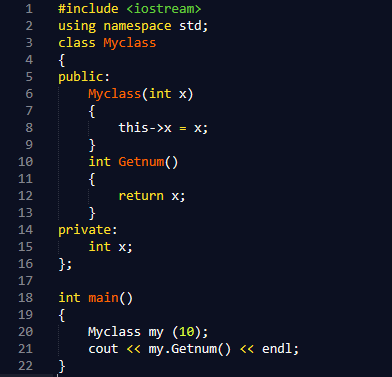 1 #include <iostream>
2 using namespace std;
3 class Myclass
4 {
5 public:
6     Myclass(int x)
7     {
8         this->x = x;
9     }
10     int Getnum()
11     {
12         return x;
13     }
14 private:
15     int x;
16 };
17
18 int main()
19 {
20     Myclass my (10);
21     cout << my.Getnum() << endl;
22 }